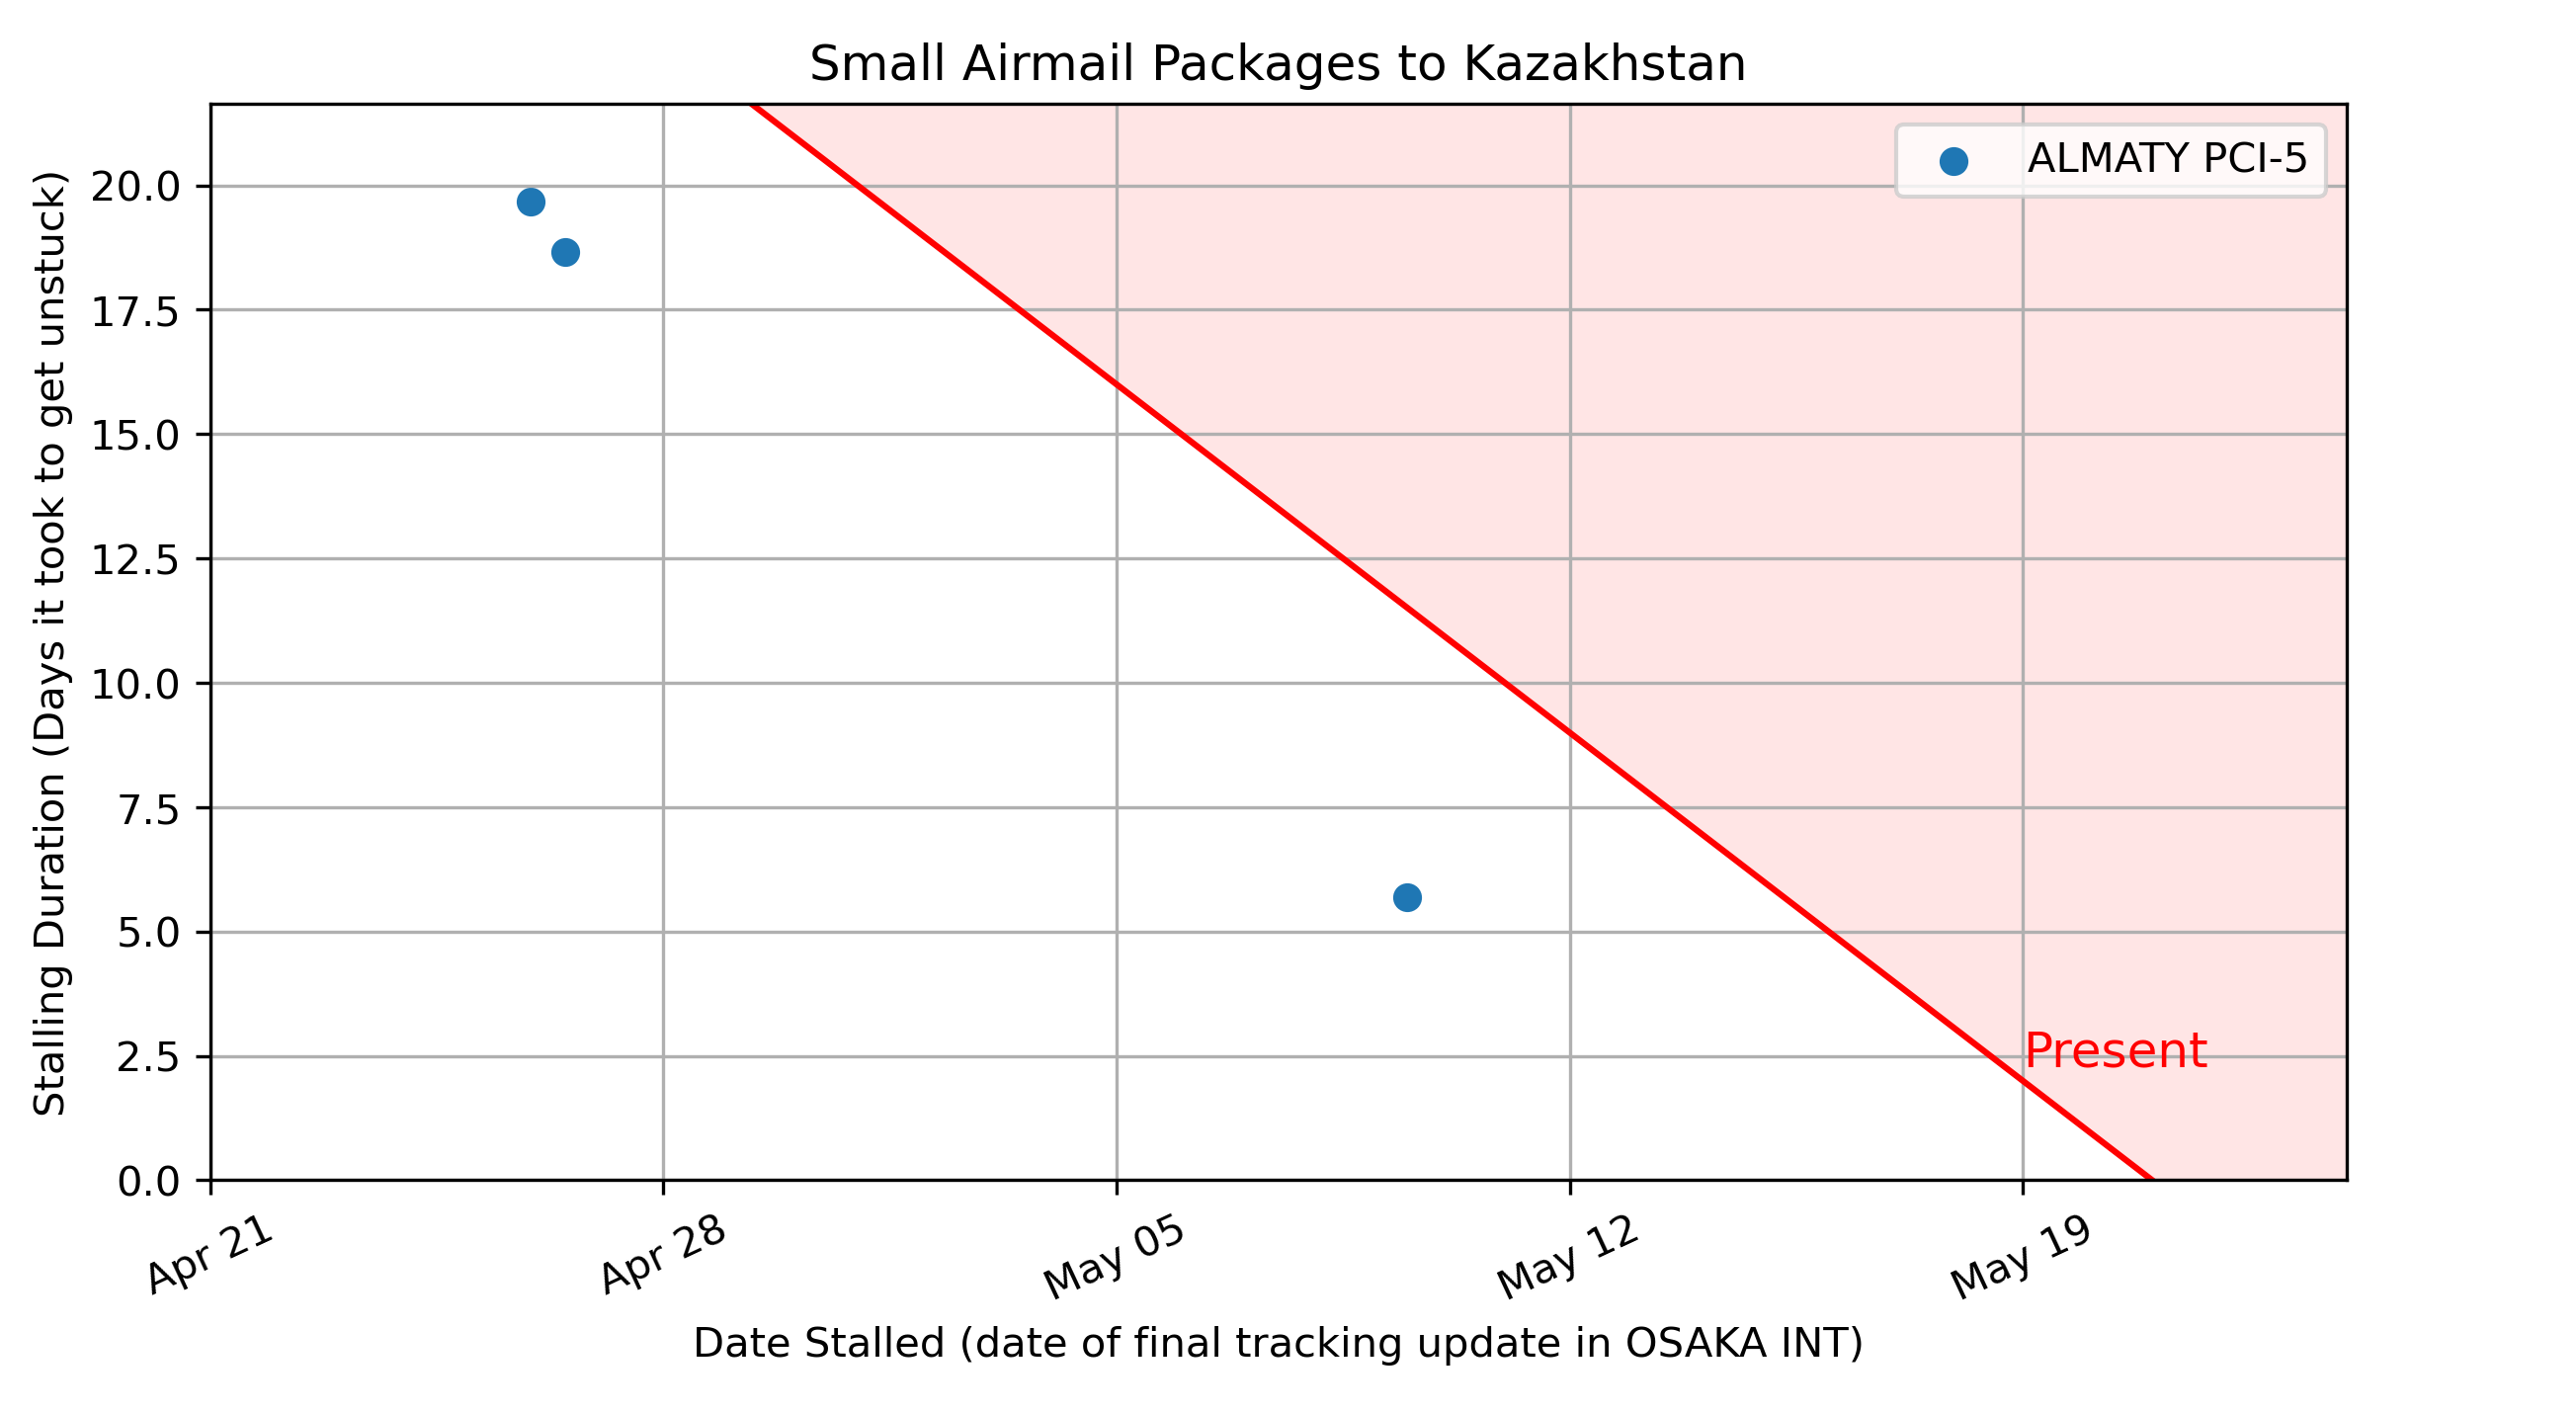 Small Airmail Packages to Kazakhstan
ALMATY PCI-5
Stalling Duration (Days it took to get unstuck)
20.0
17.5
15.0
12.5
10.0
7.5
5.0
2.5
0.0
Present
Apr 21
Apr 28
May 05
May 12
May 19
Date Stalled (date of final tracking update in OSAKA INT)